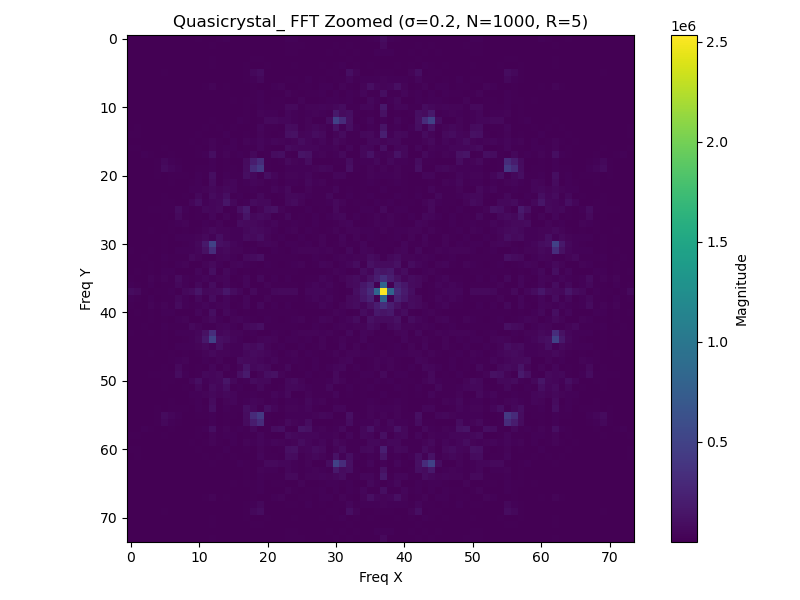 Quasicrystal_ FFT Zoomed (σ=0.2, N=1000, R=5)
1e6
0
10
20
30
40
50
60
70
Freq Y
0 10 20 30 40 50 60 70
Freq X
2.5
2.0
1.5
1.0
0.5
Magnitude